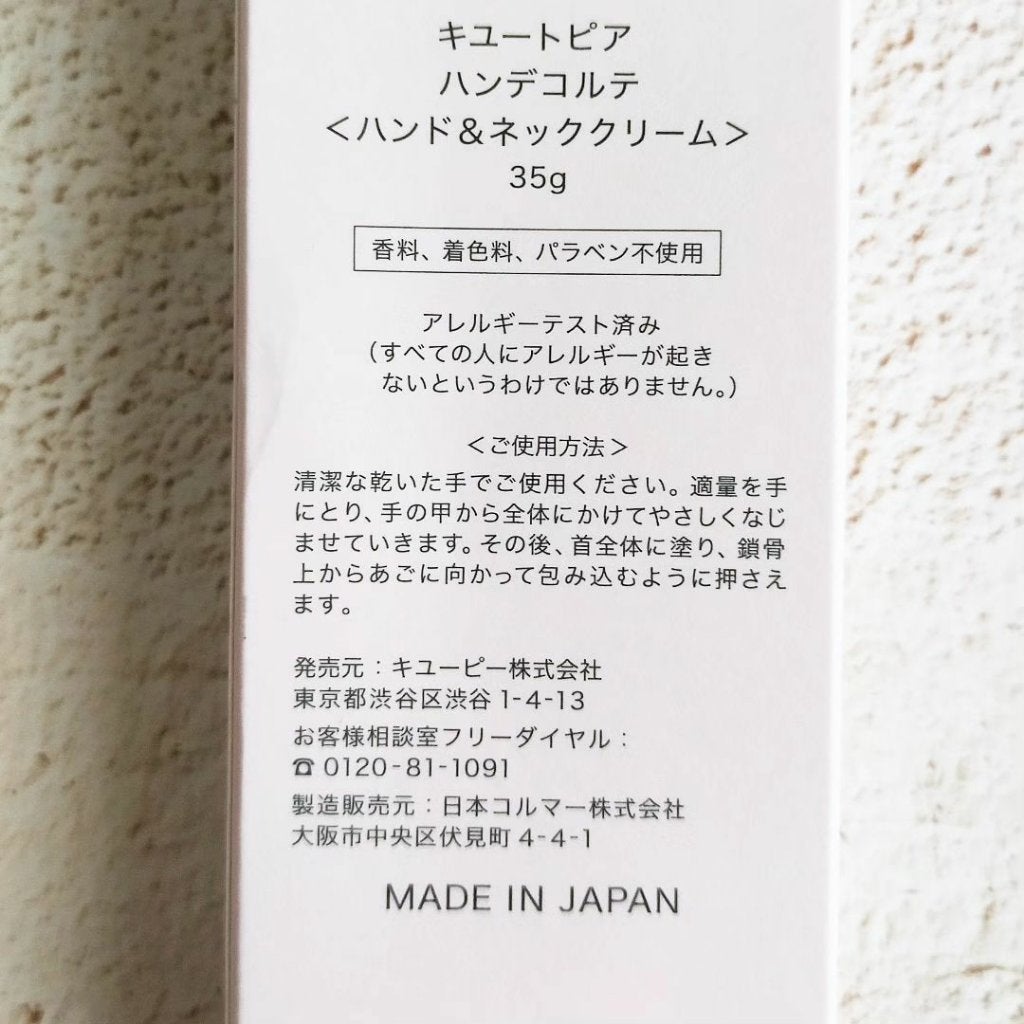 キユートピア
ハンデコルテ
＜ハンド＆ネッククリーム＞
35g
香料、着色料、パラベン不使用
アレルギーテスト済み
（すべての人にアレルギーが起き
ないというわけではありません。）
＜ご使用方法＞
清潔な乾いた手でご使用ください。適量を手
にとり、手の甲から全体にかけてやさしくなじ
ませていきます。その後、首全体に塗り、鎖骨
上からあごに向かって包み込むように押さえ
ます。
発売元：キユーピー株式会社
東京都渋谷区渋谷 1-4-13
お客様相談室フリーダイヤル：
☎ 0120-81-1091
製造販売元：日本コルマー株式会社
大阪市中央区伏見町 4-4-1
MADE IN JAPAN